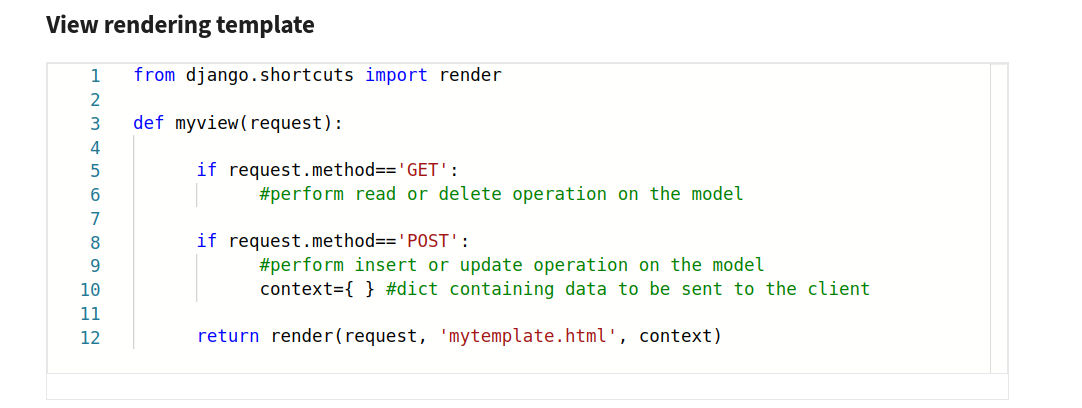 View rendering template
1 from django.shortcuts import render
2
3 def myview(request):
4
5 if request.method=='GET':
6 #perform read or delete operation on the model
7
8 if request.method=='POST':
9 #perform insert or update operation on the model
10 context={ } #dict containing data to be sent to the client
11
12 return render(request, 'mytemplate.html', context)